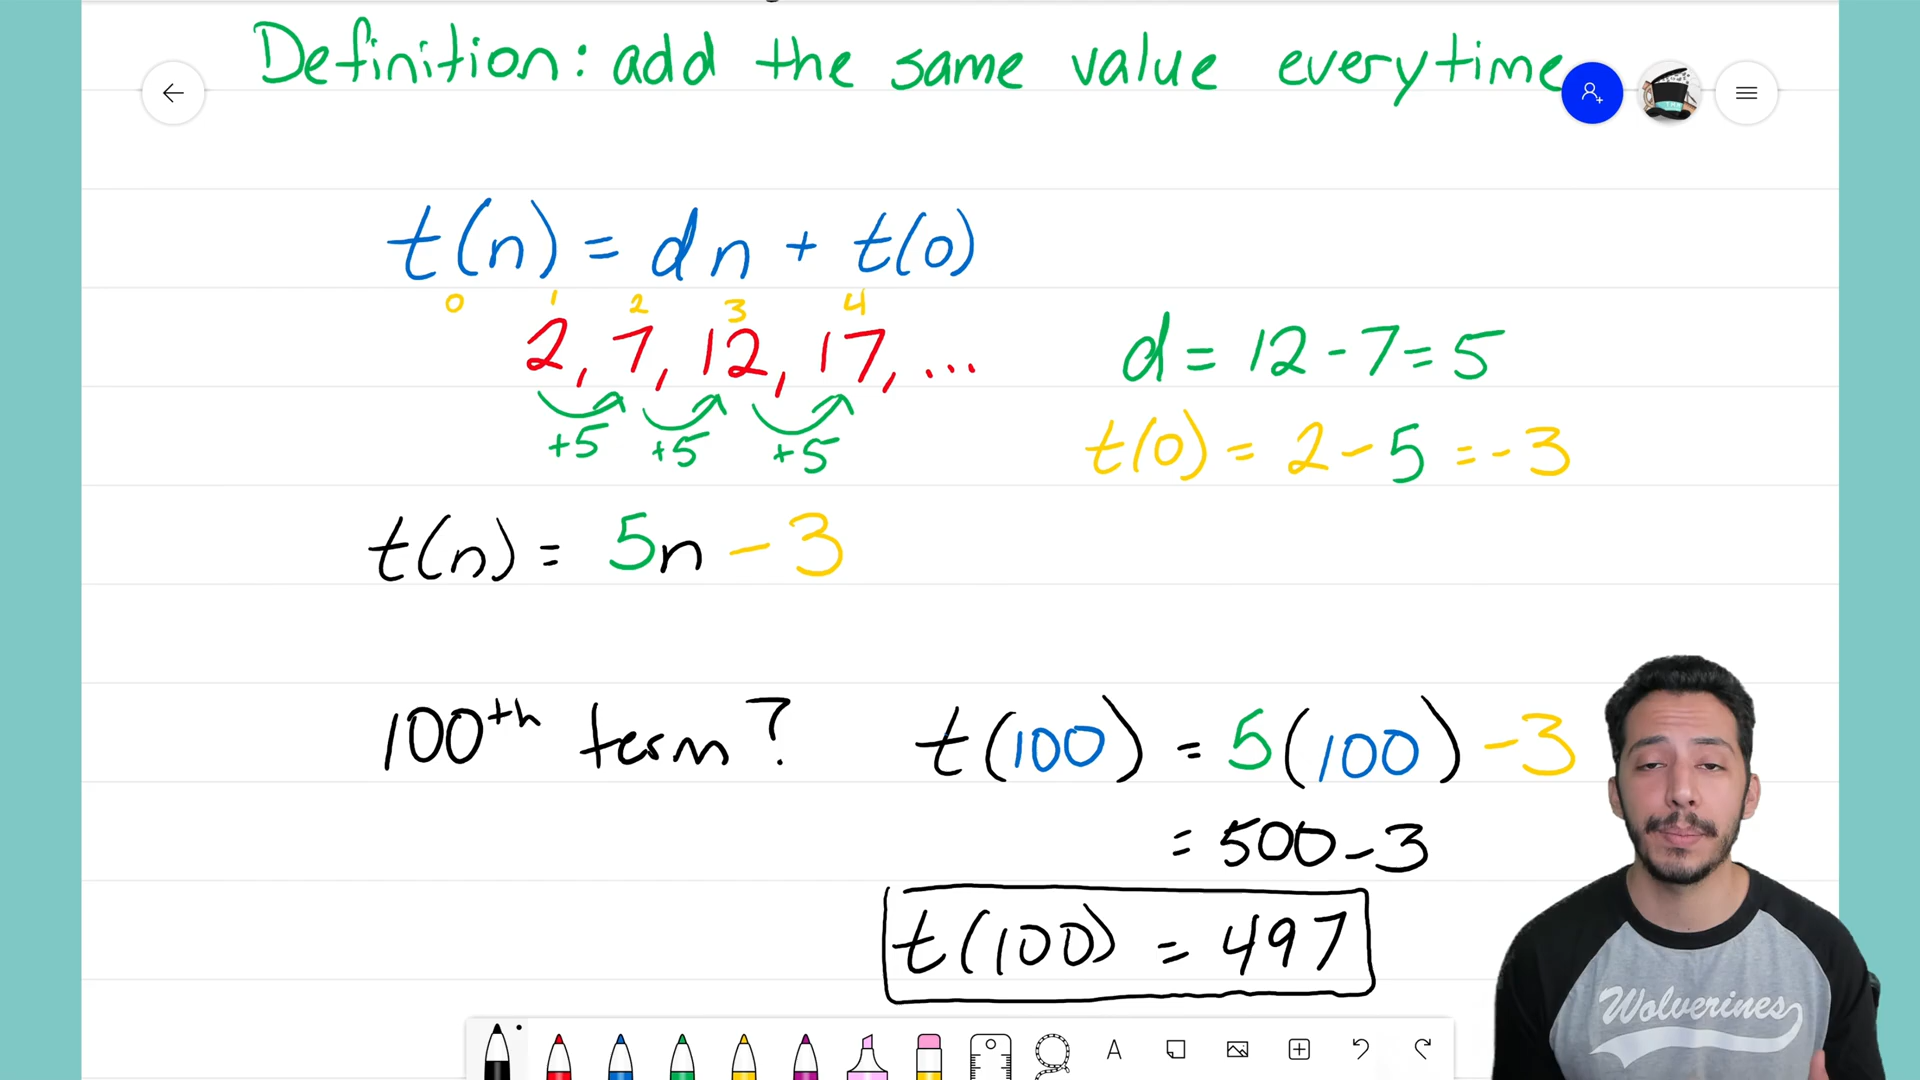 Definition: add the same value everytime
t(n) = dn + t(0)
0 1 2 3 4
2, 7, 12, 17, ...
+5 +5 +5
d = 12 - 7 = 5
t(0) = 2 - 5 = -3
t(n) = 5n - 3
100th term?
t(100) = 5(100) - 3
= 500 - 3
t(100) = 497
Wolverines
A